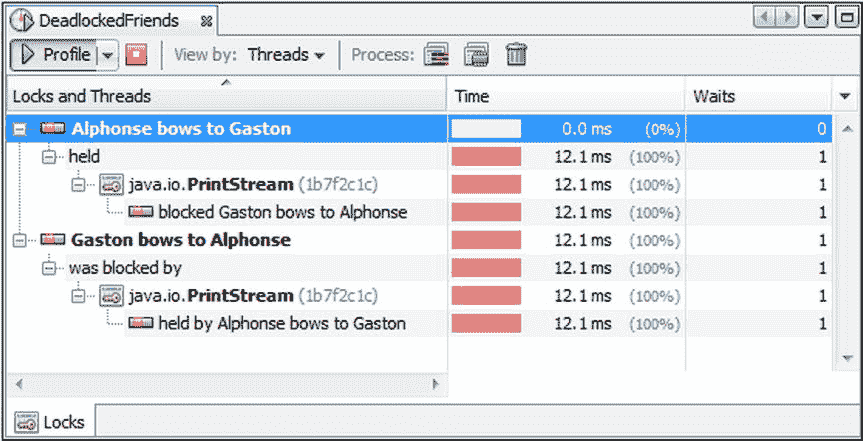 DeadlockedFriends
Profile View by: Threads Process:
Locks and Threads Time Waits
Alphonse bows to Gaston 0.0 ms (0%) 0
held 12.1 ms (100%) 1
java.io.PrintStream (1b7f2c1c) 12.1 ms (100%) 1
blocked Gaston bows to Alphonse 12.1 ms (100%) 1
Gaston bows to Alphonse 12.1 ms (100%) 1
was blocked by 12.1 ms (100%) 1
java.io.PrintStream (1b7f2c1c) 12.1 ms (100%) 1
held by Alphonse bows to Gaston 12.1 ms (100%) 1
Locks